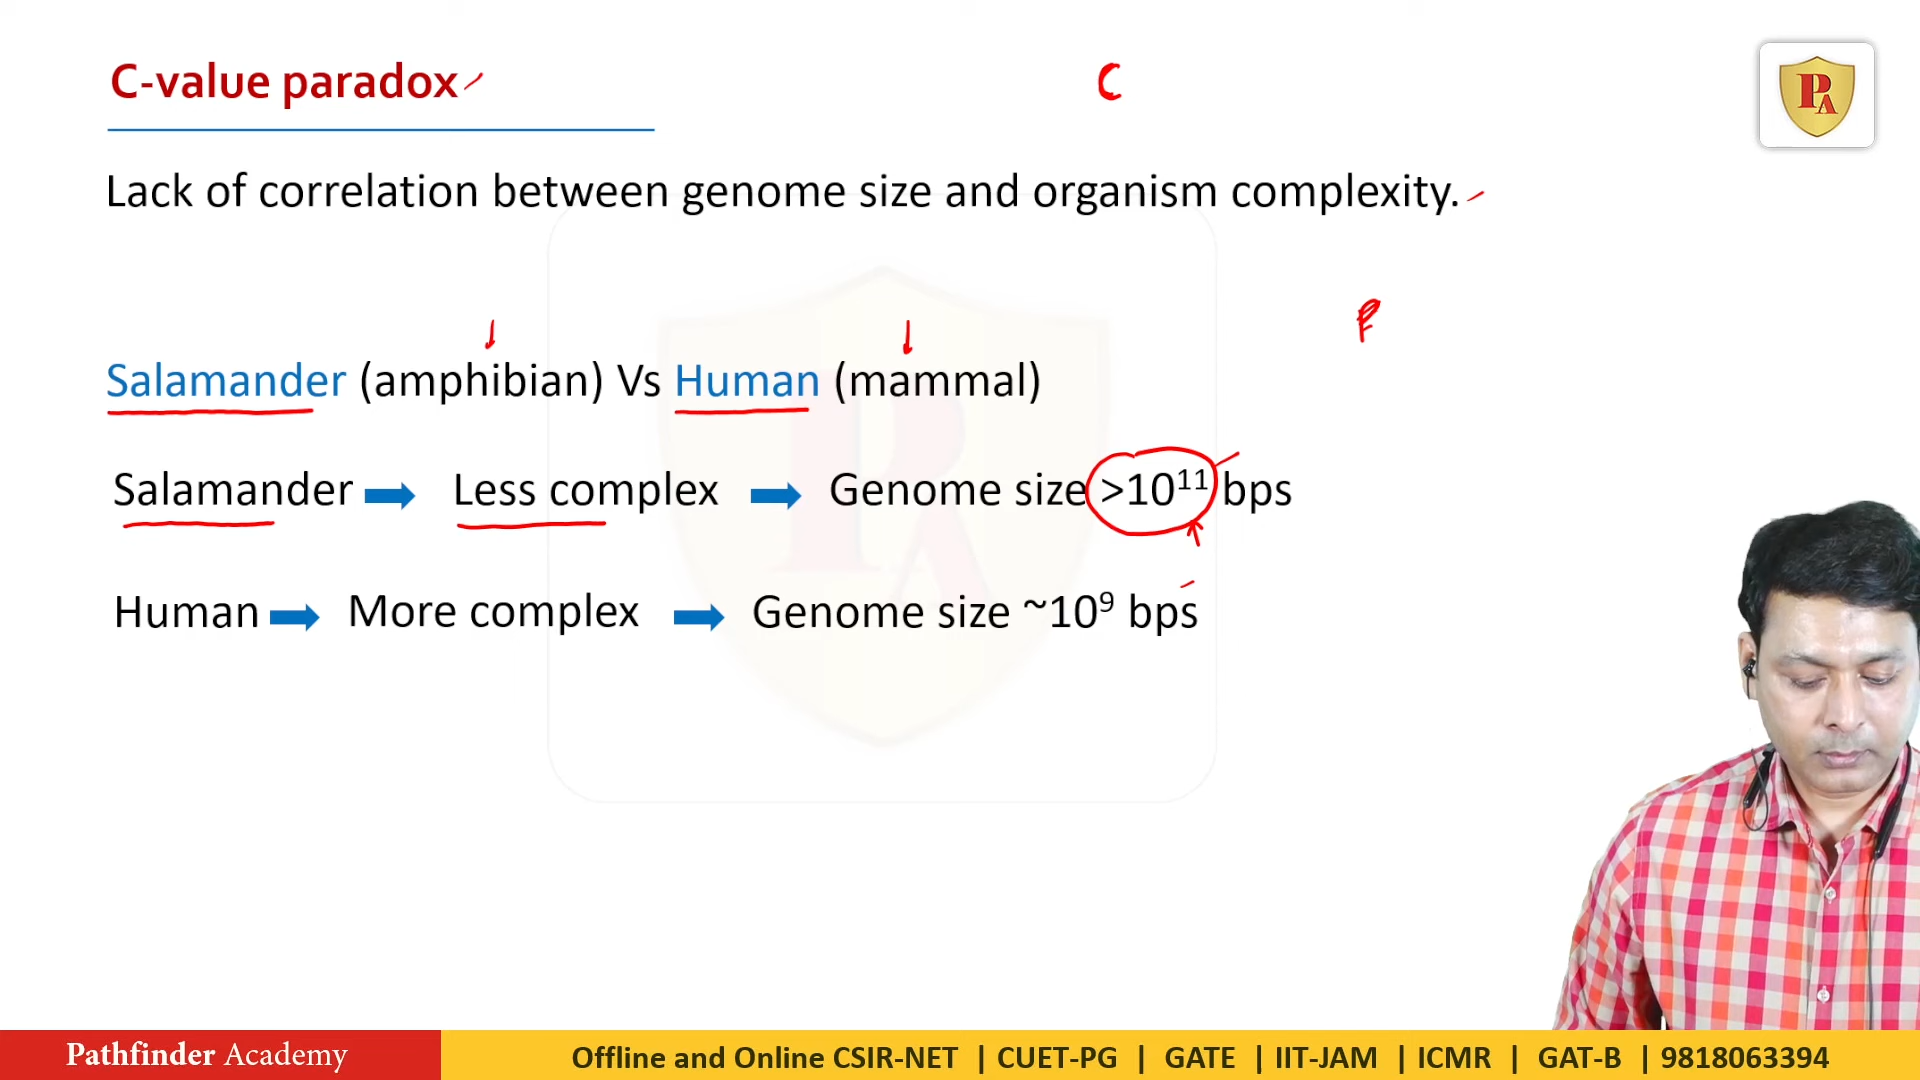 C-value paradox
C
Lack of correlation between genome size and organism complexity.
Salamander (amphibian) Vs Human (mammal)
Salamander Less complex Genome size >10¹¹ bps
Human More complex Genome size ~10⁹ bps
PA
Pathfinder Academy
Offline and Online CSIR-NET | CUET-PG | GATE | IIT-JAM | ICMR | GAT-B | 9818063394